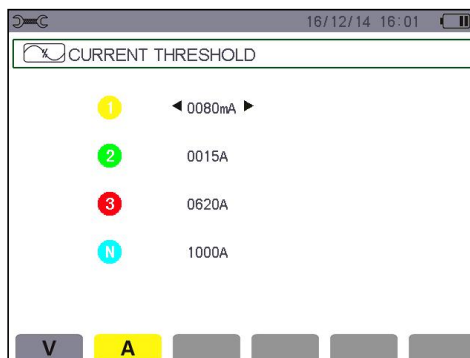 16/12/14 16:01
CURRENT THRESHOLD
1 ◄ 0080mA ►
2 0015A
3 0620A
N 1000A
V A